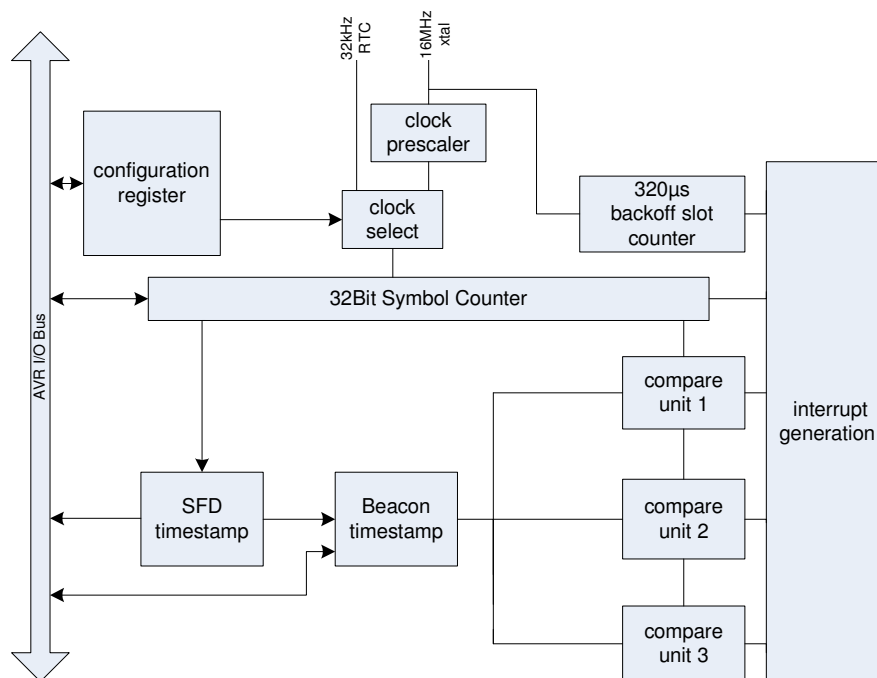 32kHz
RTC
16MHz
xtal
clock
prescaler
configuration
register
320µs
backoff slot
counter
clock
select
32Bit Symbol Counter
AVR I/O Bus
compare
unit 1
interrupt
generation
SFD
timestamp
Beacon
timestamp
compare
unit 2
compare
unit 3